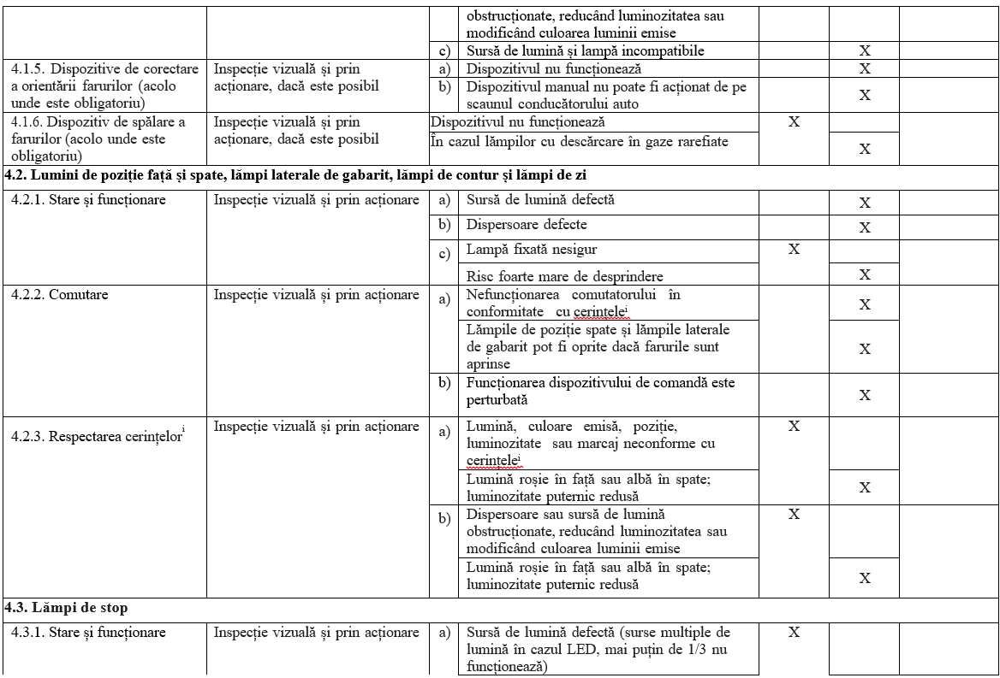 obstrucționate, reducând luminozitatea sau
modificând culoarea luminii emise
c) Sursă de lumină și lampă incompatibile X
4.1.5. Dispozitive de corectare
a orientării farurilor (acolo
unde este obligatoriu)
Inspecție vizuală și prin
acționare, dacă este posibil
a) Dispozitivul nu funcționează X
b) Dispozitivul manual nu poate fi acționat de pe
scaunul conducătorului auto
X
4.1.6. Dispozitiv de spălare a
farurilor (acolo unde este
obligatoriu)
Inspecție vizuală și prin
acționare, dacă este posibil
Dispozitivul nu funcționează X
În cazul lămpilor cu descărcare în gaze rarefiate X
4.2. Lumini de poziție față și spate, lămpi laterale de gabarit, lămpi de contur și lămpi de zi
4.2.1. Stare și funcționare
Inspecție vizuală și prin acționare
a) Sursă de lumină defectă X
b) Dispersoare defecte X
c) Lampă fixată nesigur X
Risc foarte mare de desprindere X
4.2.2. Comutare
Inspecție vizuală și prin acționare
a) Nefuncționarea comutatorului în
conformitate cu cerințeleⁱ
X
Lămpile de poziție spate și lămpile laterale
de gabarit pot fi oprite dacă farurile sunt
aprinse
X
b) Funcționarea dispozitivului de comandă este
perturbată
X
4.2.3. Respectarea cerințelorⁱ
Inspecție vizuală și prin acționare
a) Lumină, culoare emisă, poziție,
luminozitate sau marcaj neconforme cu
cerințeleⁱ
X
Lumină roșie în față sau albă în spate;
luminozitate puternic redusă
X
b) Dispersoare sau sursă de lumină
obstrucționate, reducând luminozitatea sau
modificând culoarea luminii emise
X
Lumină roșie în față sau albă în spate;
luminozitate puternic redusă
X
4.3. Lămpi de stop
4.3.1. Stare și funcționare
Inspecție vizuală și prin acționare
a) Sursă de lumină defectă (surse multiple de
lumină în cazul LED, mai puțin de 1/3 nu
funcționează)
X